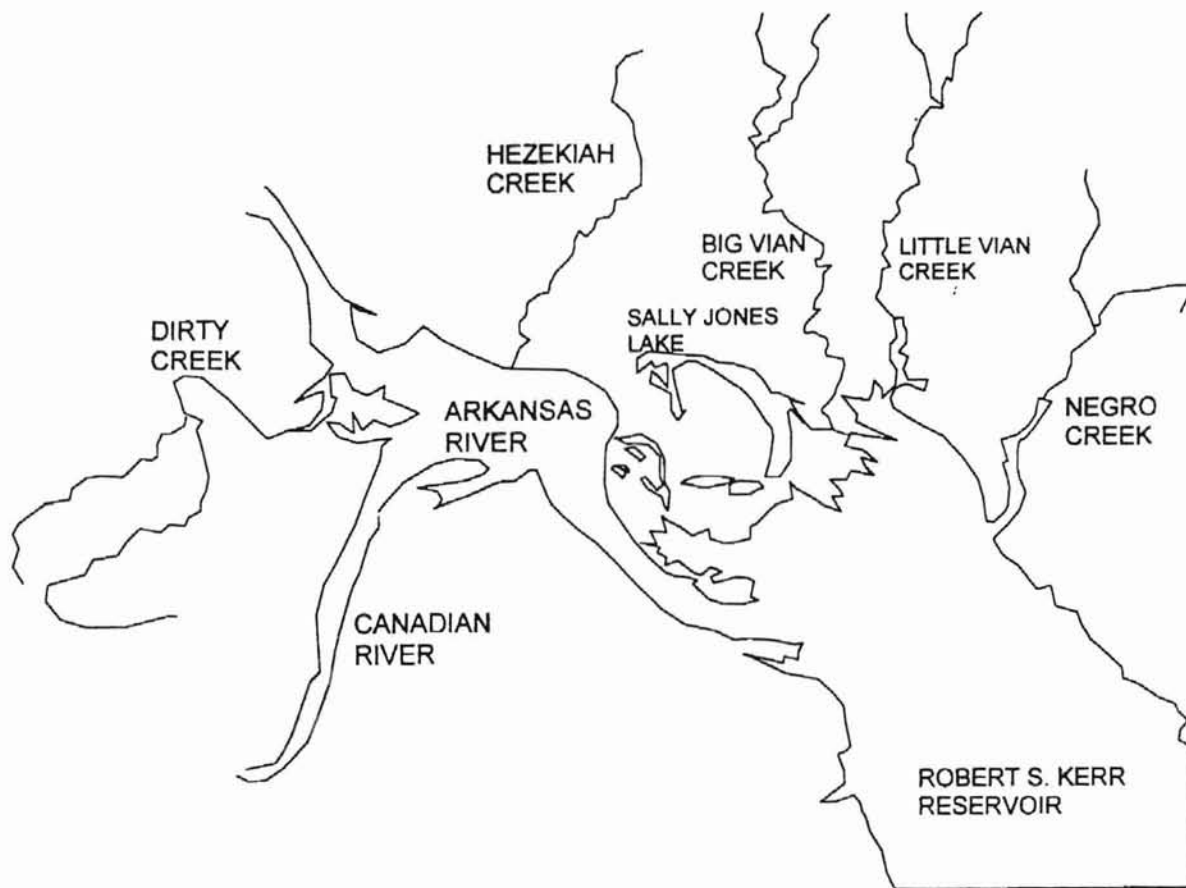 HEZEKIAH
CREEK
BIG VIAN
CREEK
LITTLE VIAN
CREEK
DIRTY
CREEK
SALLY JONES
LAKE
ARKANSAS
RIVER
NEGRO
CREEK
CANADIAN
RIVER
ROBERT S. KERR
RESERVOIR